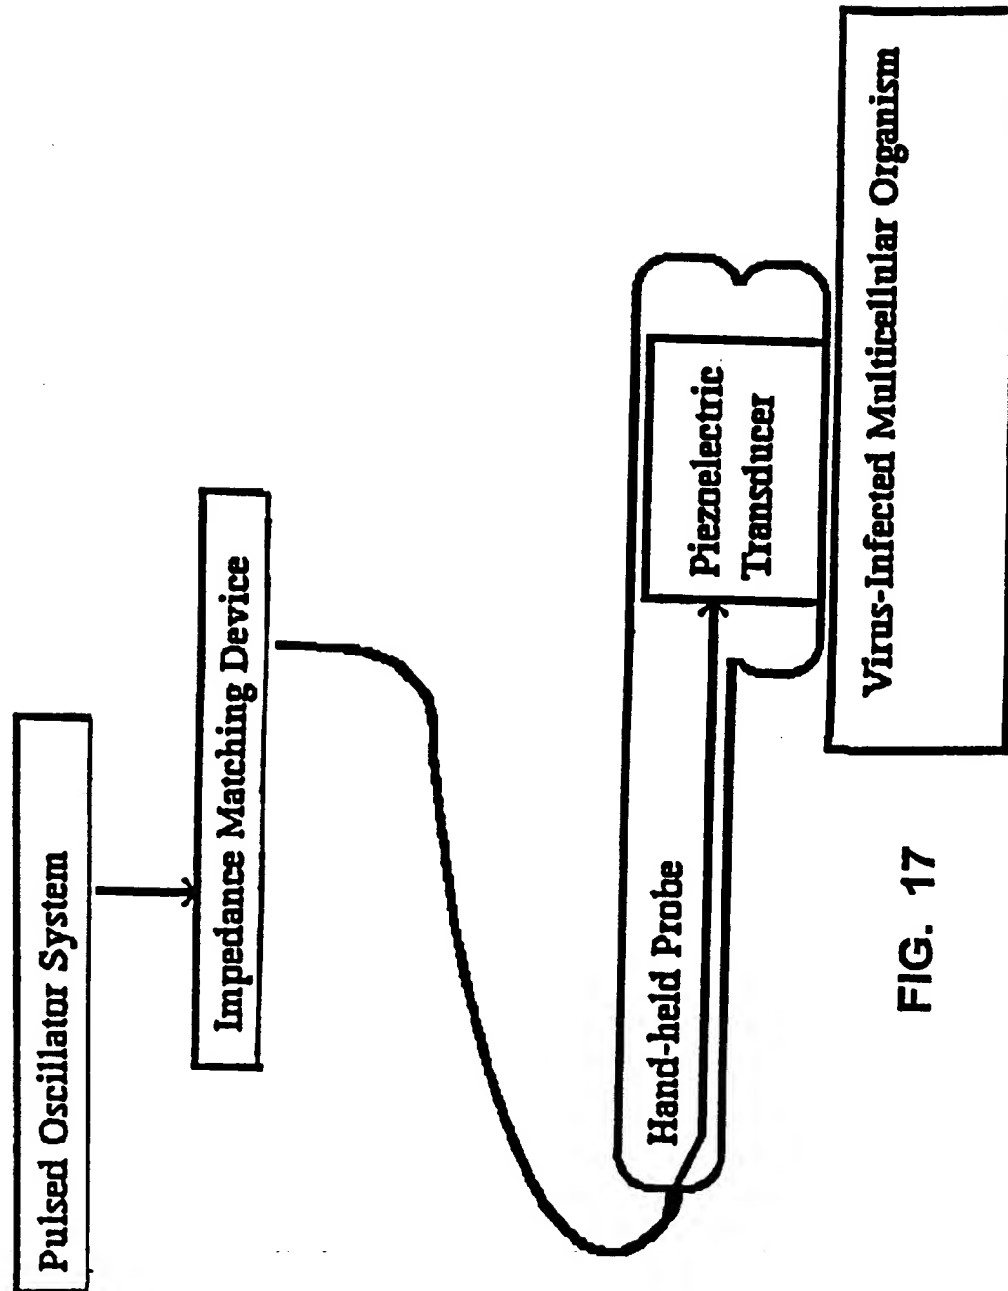 Pulsed Oscillator System
Impedance Matching Device
Hand-held Probe
Piezoelectric
Transducer
Virus-Infected Multicellular Organism
FIG. 17